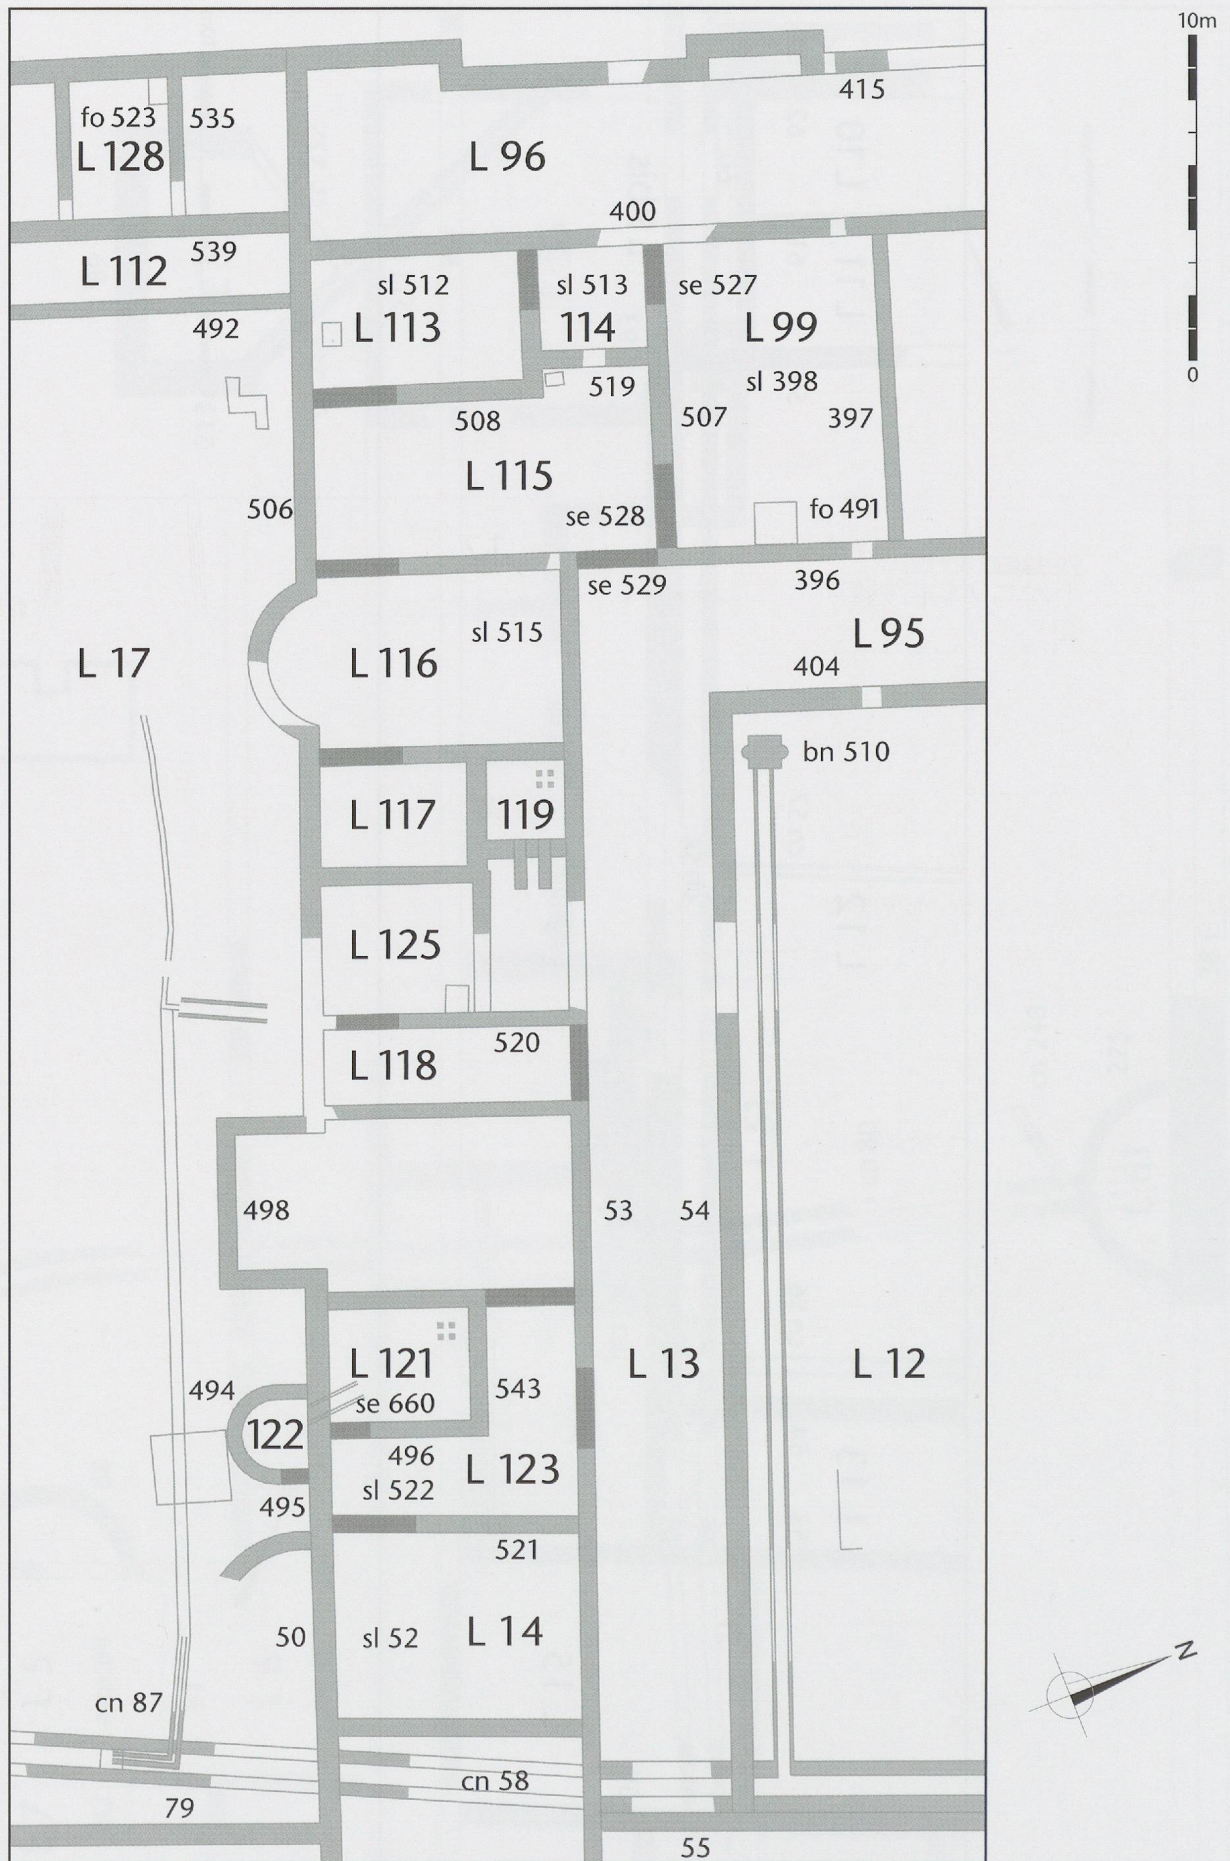 10m
415
fo 523
535
L 128
L 96
400
539
L 112
sl 512
sl 513
se 527
492
L 113
114
L 99
0
519
sl 398
508
507
397
L 115
506
se 528
fo 491
se 529
396
sl 515
L 95
L 17
L 116
404
bn 510
L 117
119
L 125
520
L 118
498
53
54
L 121
L 13
L 12
494
se 660
543
122
496
L 123
sl 522
495
521
50
sl 52
L 14
N
cn 87
cn 58
79
55